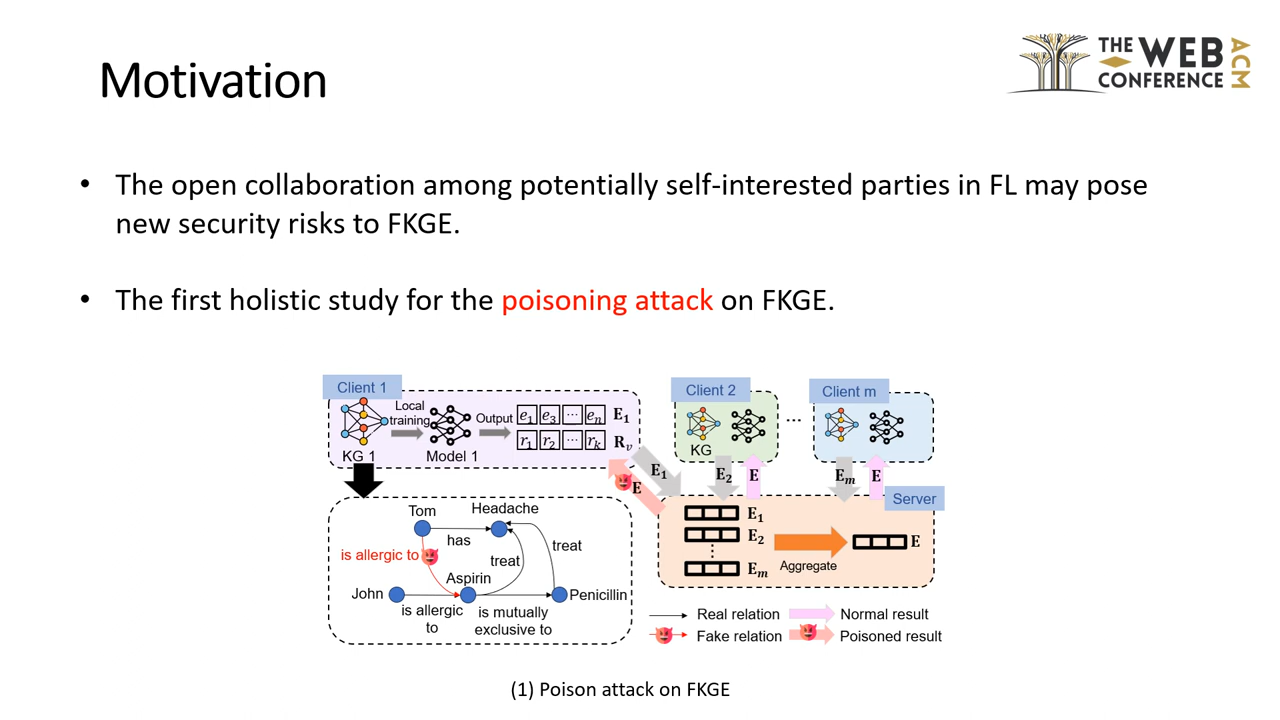 Motivation
THE WEB
CONFERENCE
ACM
• The open collaboration among potentially self-interested parties in FL may pose
new security risks to FKGE.
• The first holistic study for the poisoning attack on FKGE.
Client 1
Local
training
Output
e₁ e₃ ... eₙ E₁
r₁ r₂ ... rₖ Rᵥ
KG 1
Model 1
Client 2
KG
...
Client m
E₁
E
E₂
E
Eₘ
E
Server
E₁
E₂
⋮
Eₘ
Aggregate
E
Tom
Headache
has
is allergic to
treat
treat
Aspirin
John
Penicillin
is allergic
to
is mutually
exclusive to
Real relation
Normal result
Fake relation
Poisoned result
(1) Poison attack on FKGE